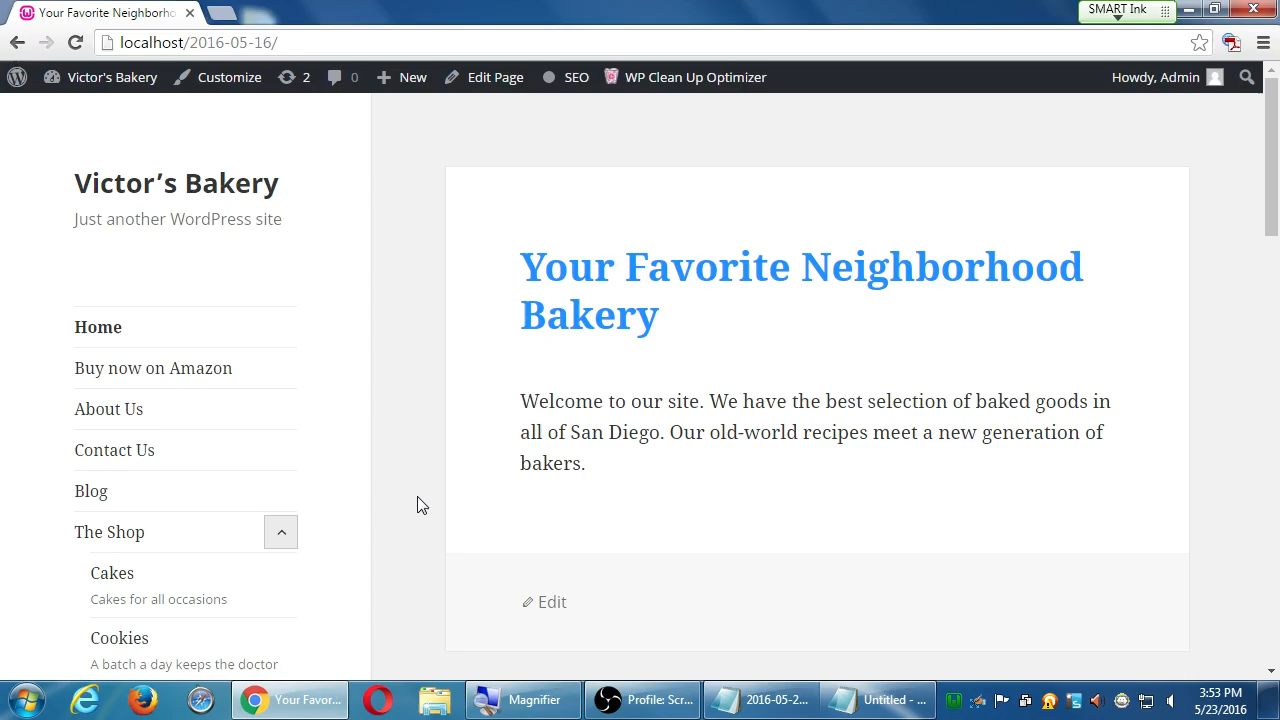 Your Favorite Neighborho
SMART Ink
localhost/2016-05-16/
Victor's Bakery
Customize
2
0
New
Edit Page
SEO
WP Clean Up Optimizer
Howdy, Admin
Victor’s Bakery
Just another WordPress site
Home
Buy now on Amazon
About Us
Contact Us
Blog
The Shop
Cakes
Cakes for all occasions
Cookies
A batch a day keeps the doctor
Your Favorite Neighborhood
Bakery
Welcome to our site. We have the best selection of baked goods in
all of San Diego. Our old-world recipes meet a new generation of
bakers.
Edit
Your Favor...
Magnifier
Profile: Scr...
2016-05-2...
Untitled - ...
3:53 PM
5/23/2016